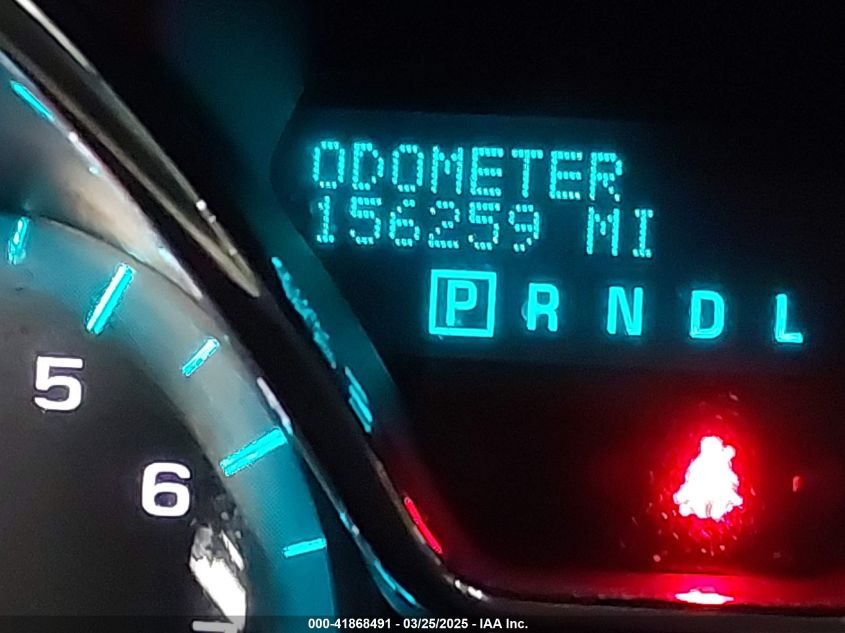 ODOMETER
156259 MI
P R N D L
5
6
000-41868491 - 03/25/2025 - IAA Inc.